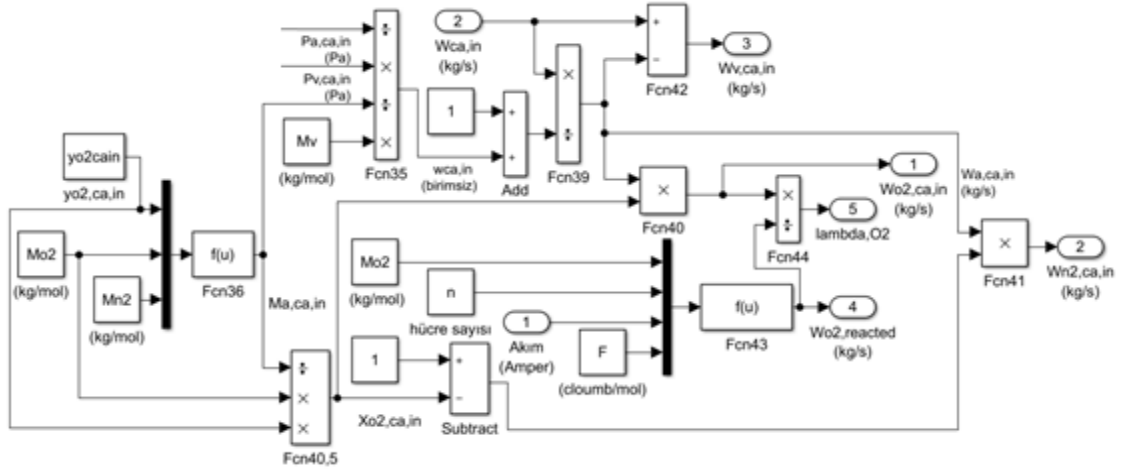 Pa,ca,in
(Pa)
Pv,ca,in
(Pa)
÷
×
÷
×
Fcn35
Mv
(kg/mol)
2
Wca,in
(kg/s)
1
wca,in
(birimsiz)
+
+
Add
×
÷
Fcn39
+
−
Fcn42
3
Wv,ca,in
(kg/s)
yo2cain
yo2,ca,in
Mo2
(kg/mol)
Mn2
(kg/mol)
f(u)
Fcn36
Ma,ca,in
×
Fcn40
1
Wo2,ca,in
(kg/s)
×
÷
Fcn44
5
lambda,O2
Wa,ca,in
(kg/s)
×
Fcn41
2
Wn2,ca,in
(kg/s)
Mo2
(kg/mol)
n
hücre sayısı
1
Akım
(Amper)
F
(cloumb/mol)
f(u)
Fcn43
4
Wo2,reacted
(kg/s)
÷
×
×
Fcn40,5
Xo2,ca,in
1
+
−
Subtract